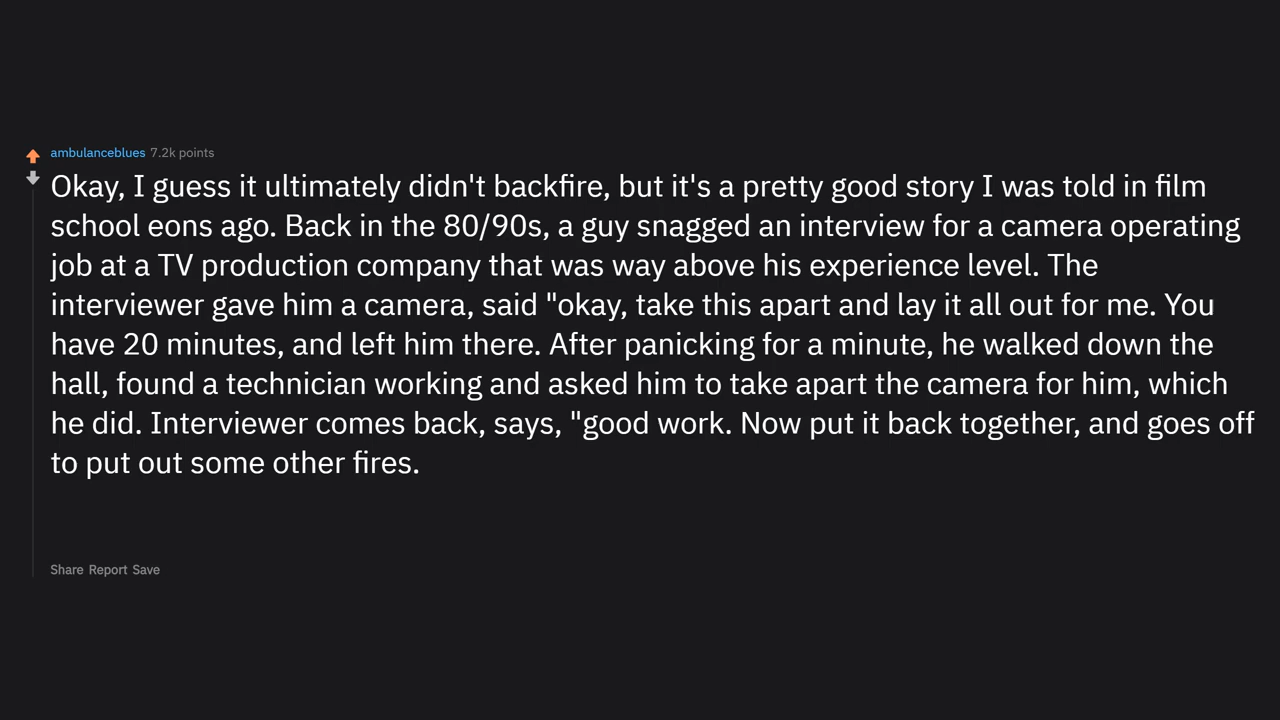 ambulanceblues 7.2k points
Okay, I guess it ultimately didn't backfire, but it's a pretty good story I was told in film
school eons ago. Back in the 80/90s, a guy snagged an interview for a camera operating
job at a TV production company that was way above his experience level. The
interviewer gave him a camera, said "okay, take this apart and lay it all out for me. You
have 20 minutes, and left him there. After panicking for a minute, he walked down the
hall, found a technician working and asked him to take apart the camera for him, which
he did. Interviewer comes back, says, "good work. Now put it back together, and goes off
to put out some other fires.
Share Report Save